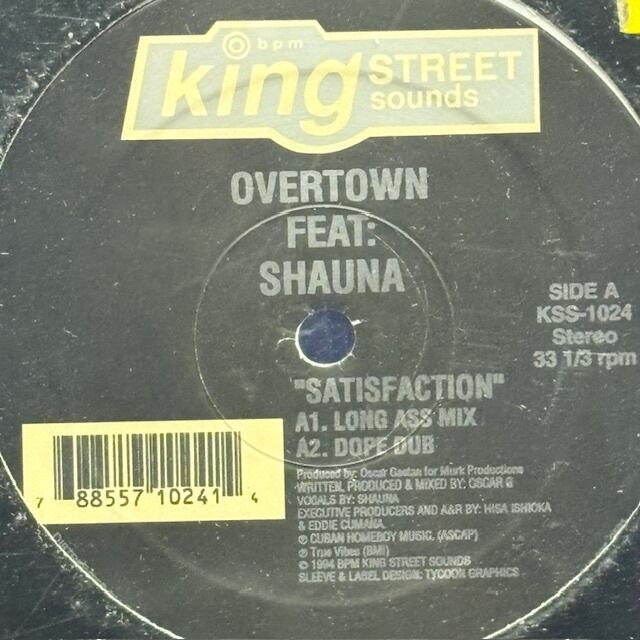 bpm
king STREET
sounds
OVERTOWN
FEAT:
SHAUNA
SIDE A
KSS-1024
Stereo
33 1/3 rpm
"SATISFACTION"
A1. LONG ASS MIX
A2. DOPE DUB
7 88557 10241 4
Produced by: Oscar Gaetan for Murk Productions
WRITTEN, PRODUCED & MIXED BY: OSCAR G
VOCALS BY: SHAUNA
EXECUTIVE PRODUCERS AND A&R BY: HISA ISHIOKA
& EDDIE CUMANA.
℗ CUBAN HOMEBOY MUSIC. (ASCAP)
℗ True Vibes (BMI)
© 1994 BPM KING STREET SOUNDS
SLEEVE & LABEL DESIGN: TYCOON GRAPHICS